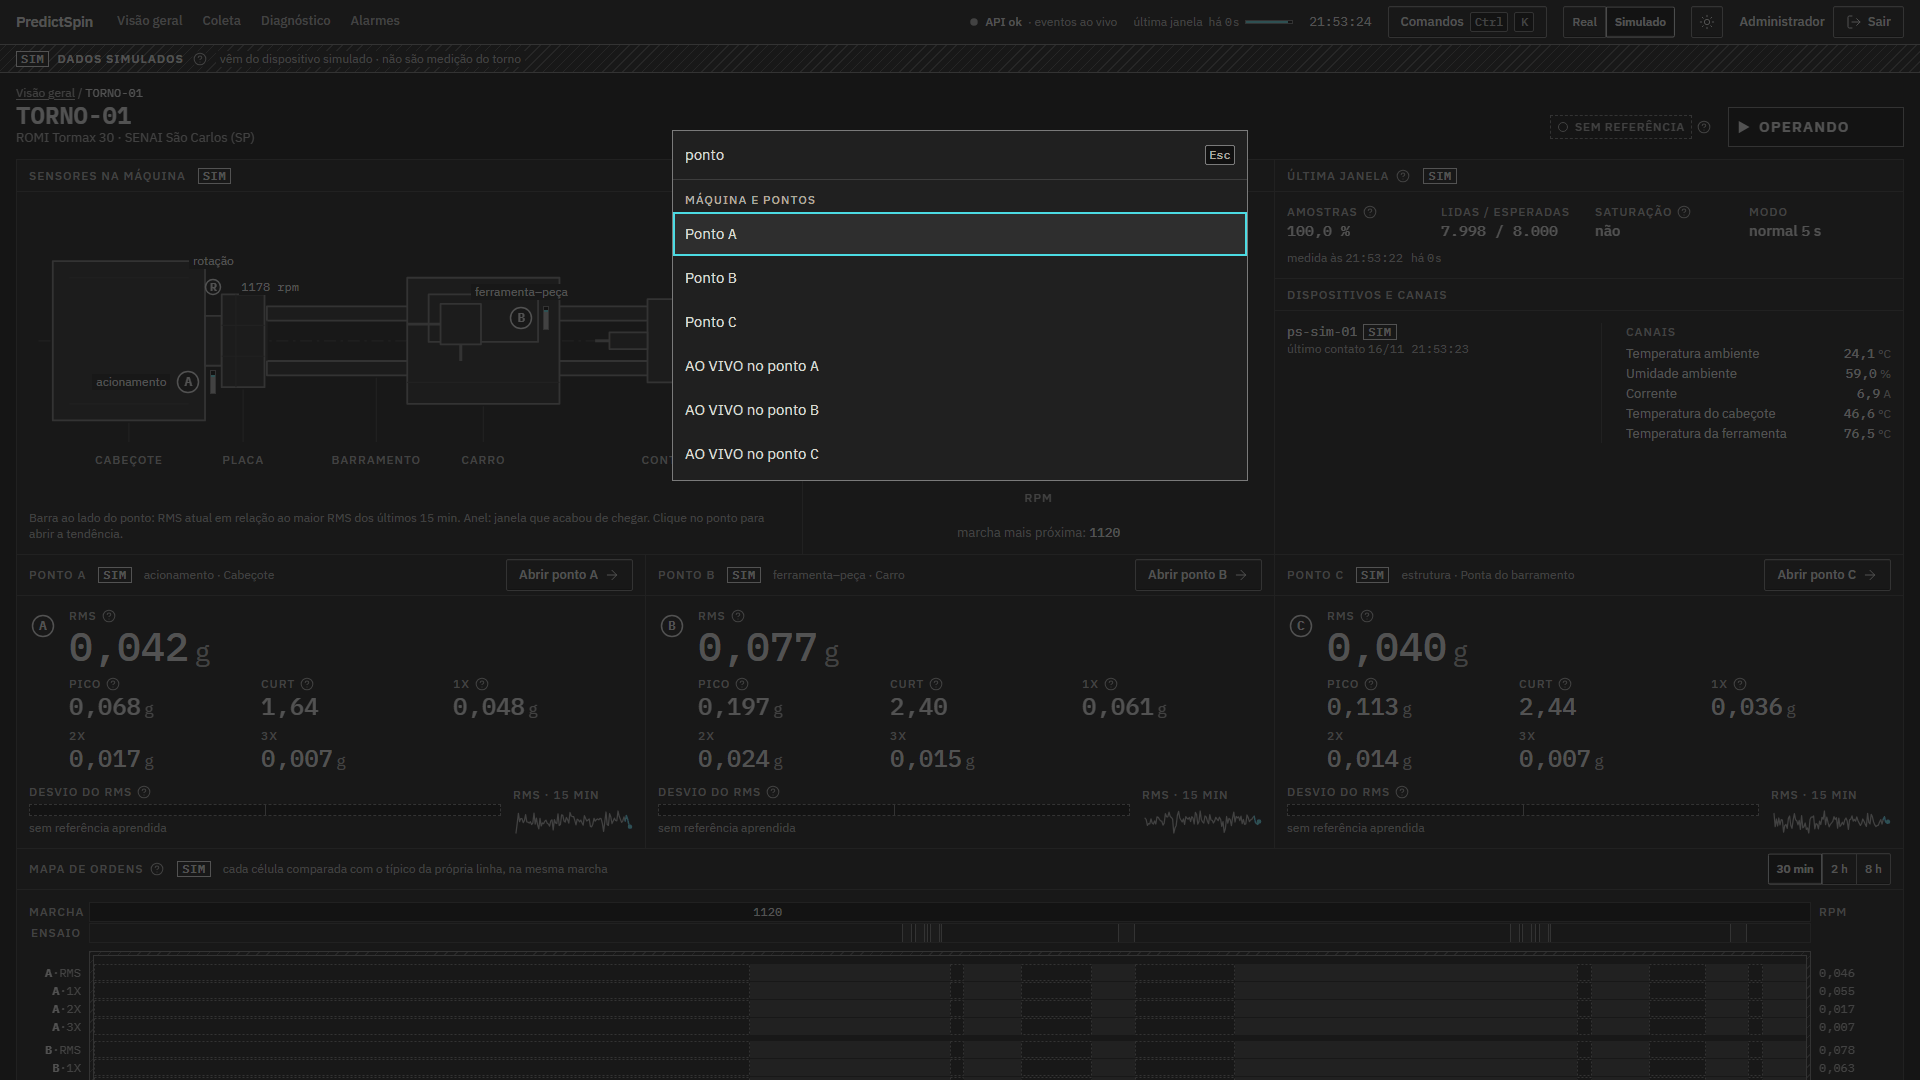 PredictSpin Visão geral Coleta Diagnóstico Alarmes API ok · eventos ao vivo última janela há 0 s 21:53:24 Comandos Ctrl K Real Simulado Administrador Sair
SIM DADOS SIMULADOS ? vêm do dispositivo simulado · não são medição do torno
Visão geral / TORNO-01
TORNO-01
ROMI Tormax 30 · SENAI São Carlos (SP)
SEM REFERÊNCIA ? OPERANDO
ponto Esc
MÁQUINA E PONTOS
Ponto A
Ponto B
Ponto C
AO VIVO no ponto A
AO VIVO no ponto B
AO VIVO no ponto C
SENSORES NA MÁQUINA SIM
rotação
R 1178 rpm
ferramenta–peça
B
acionamento A
CABEÇOTE PLACA BARRAMENTO CARRO CONT
Barra ao lado do ponto: RMS atual em relação ao maior RMS dos últimos 15 min. Anel: janela que acabou de chegar. Clique no ponto para
abrir a tendência.
RPM
marcha mais próxima: 1120
ÚLTIMA JANELA ? SIM
AMOSTRAS ? LIDAS / ESPERADAS SATURAÇÃO ? MODO
100,0 % 7.998 / 8.000 não normal 5 s
medida às 21:53:22 há 0 s
DISPOSITIVOS E CANAIS
ps-sim-01 SIM
último contato 16/11 21:53:23
CANAIS
Temperatura ambiente 24,1 °C
Umidade ambiente 59,0 %
Corrente 6,9 A
Temperatura do cabeçote 46,6 °C
Temperatura da ferramenta 76,5 °C
PONTO A SIM acionamento · Cabeçote Abrir ponto A →
A RMS ?
0,042 g
PICO ? CURT ? 1X ?
0,068 g 1,64 0,048 g
2X 3X
0,017 g 0,007 g
DESVIO DO RMS ? RMS · 15 MIN
sem referência aprendida
PONTO B SIM ferramenta–peça · Carro Abrir ponto B →
B RMS ?
0,077 g
PICO ? CURT ? 1X ?
0,197 g 2,40 0,061 g
2X 3X
0,024 g 0,015 g
DESVIO DO RMS ? RMS · 15 MIN
sem referência aprendida
PONTO C SIM estrutura · Ponta do barramento Abrir ponto C →
C RMS ?
0,040 g
PICO ? CURT ? 1X ?
0,113 g 2,44 0,036 g
2X 3X
0,014 g 0,007 g
DESVIO DO RMS ? RMS · 15 MIN
sem referência aprendida
MAPA DE ORDENS ? SIM cada célula comparada com o típico da própria linha, na mesma marcha 30 min 2 h 8 h
MARCHA 1120 RPM
ENSAIO
A·RMS 0,046
A·1X 0,055
A·2X 0,017
A·3X 0,007
B·RMS 0,078
B·1X 0,063